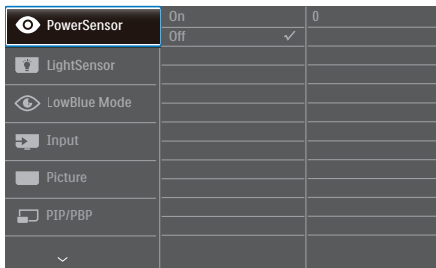 PowerSensor
On
0
Off
LightSensor
LowBlue Mode
Input
Picture
PIP/PBP